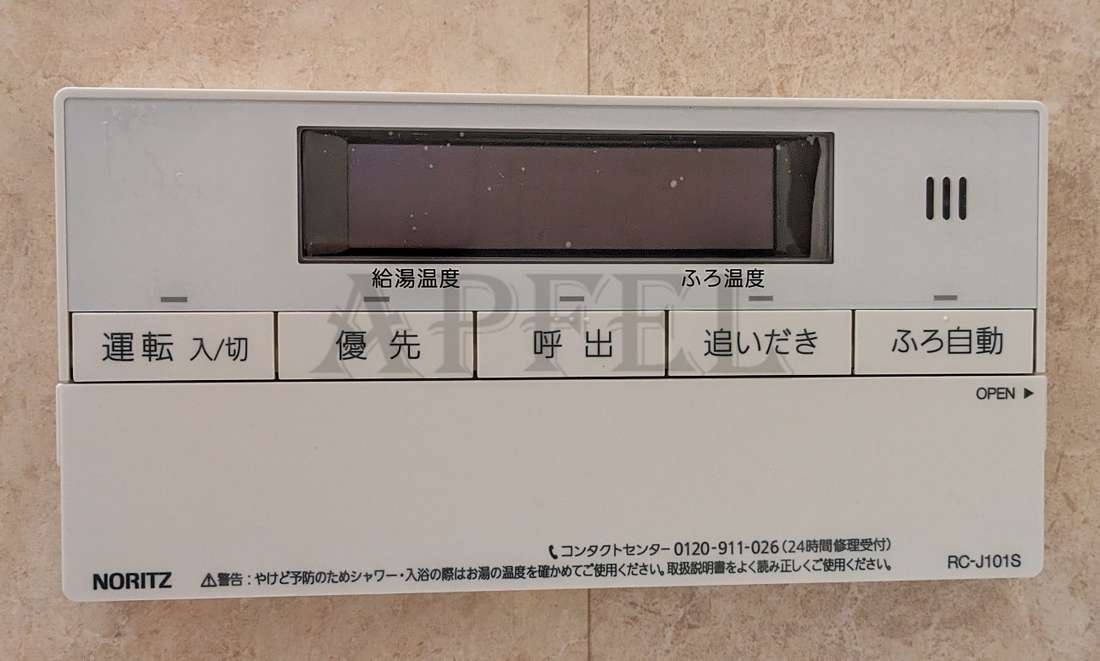 給湯温度 ふろ温度
APFEL
運転 入/切 優先 呼出 追いだき ふろ自動
OPEN ▶
コンタクトセンター 0120-911-026 (24時間修理受付)
NORITZ ⚠警告:やけど予防のためシャワー・入浴の際はお湯の温度を確かめてご使用ください。取扱説明書をよく読み正しくご使用ください。 RC-J101S